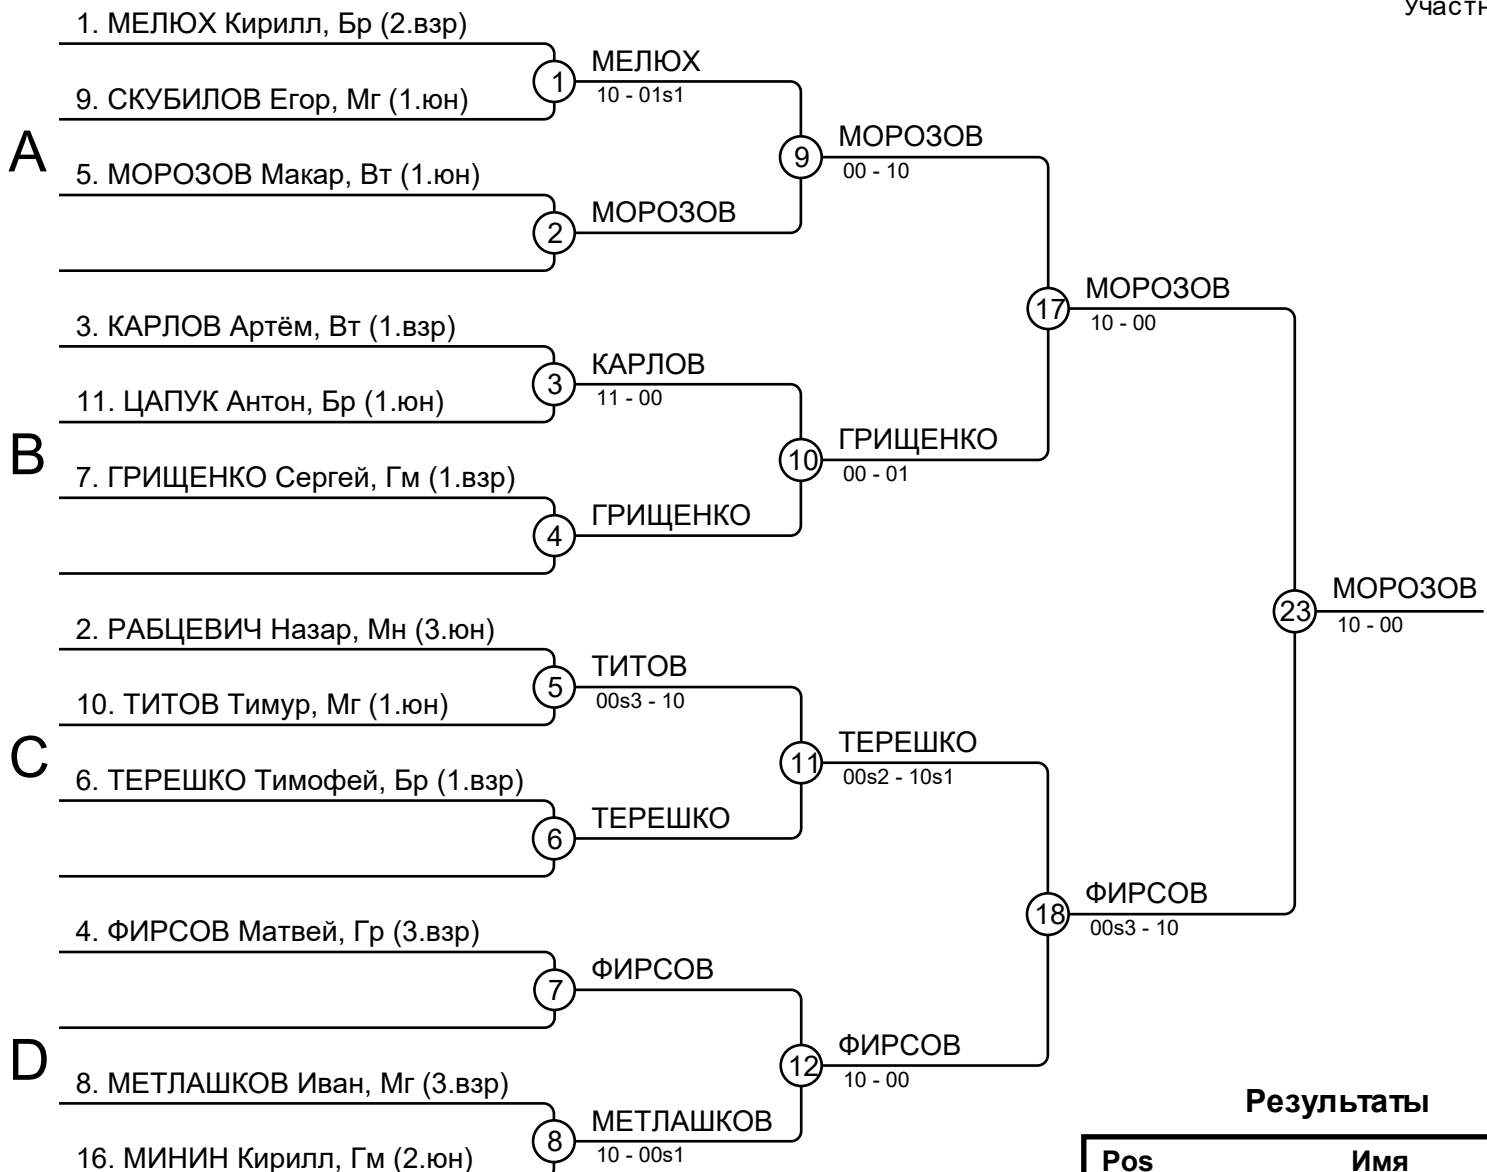 Участн
1. МЕЛЮХ Кирилл, Бр (2.взр)
9. СКУБИЛОВ Егор, Мг (1.юн)
A
5. МОРОЗОВ Макар, Вт (1.юн)
1
МЕЛЮХ
10 - 01s1
2
МОРОЗОВ
9
МОРОЗОВ
00 - 10
3. КАРЛОВ Артём, Вт (1.взр)
11. ЦАПУК Антон, Бр (1.юн)
B
7. ГРИЩЕНКО Сергей, Гм (1.взр)
3
КАРЛОВ
11 - 00
4
ГРИЩЕНКО
10
ГРИЩЕНКО
00 - 01
17
МОРОЗОВ
10 - 00
2. РАБЦЕВИЧ Назар, Мн (3.юн)
10. ТИТОВ Тимур, Мг (1.юн)
C
6. ТЕРЕШКО Тимофей, Бр (1.взр)
5
ТИТОВ
00s3 - 10
6
ТЕРЕШКО
11
ТЕРЕШКО
00s2 - 10s1
4. ФИРСОВ Матвей, Гр (3.взр)
D
8. МЕТЛАШКОВ Иван, Мг (3.взр)
16. МИНИН Кирилл, Гм (2.юн)
7
ФИРСОВ
8
МЕТЛАШКОВ
10 - 00s1
12
ФИРСОВ
10 - 00
18
ФИРСОВ
00s3 - 10
23
МОРОЗОВ
10 - 00
Результаты
Pos Имя